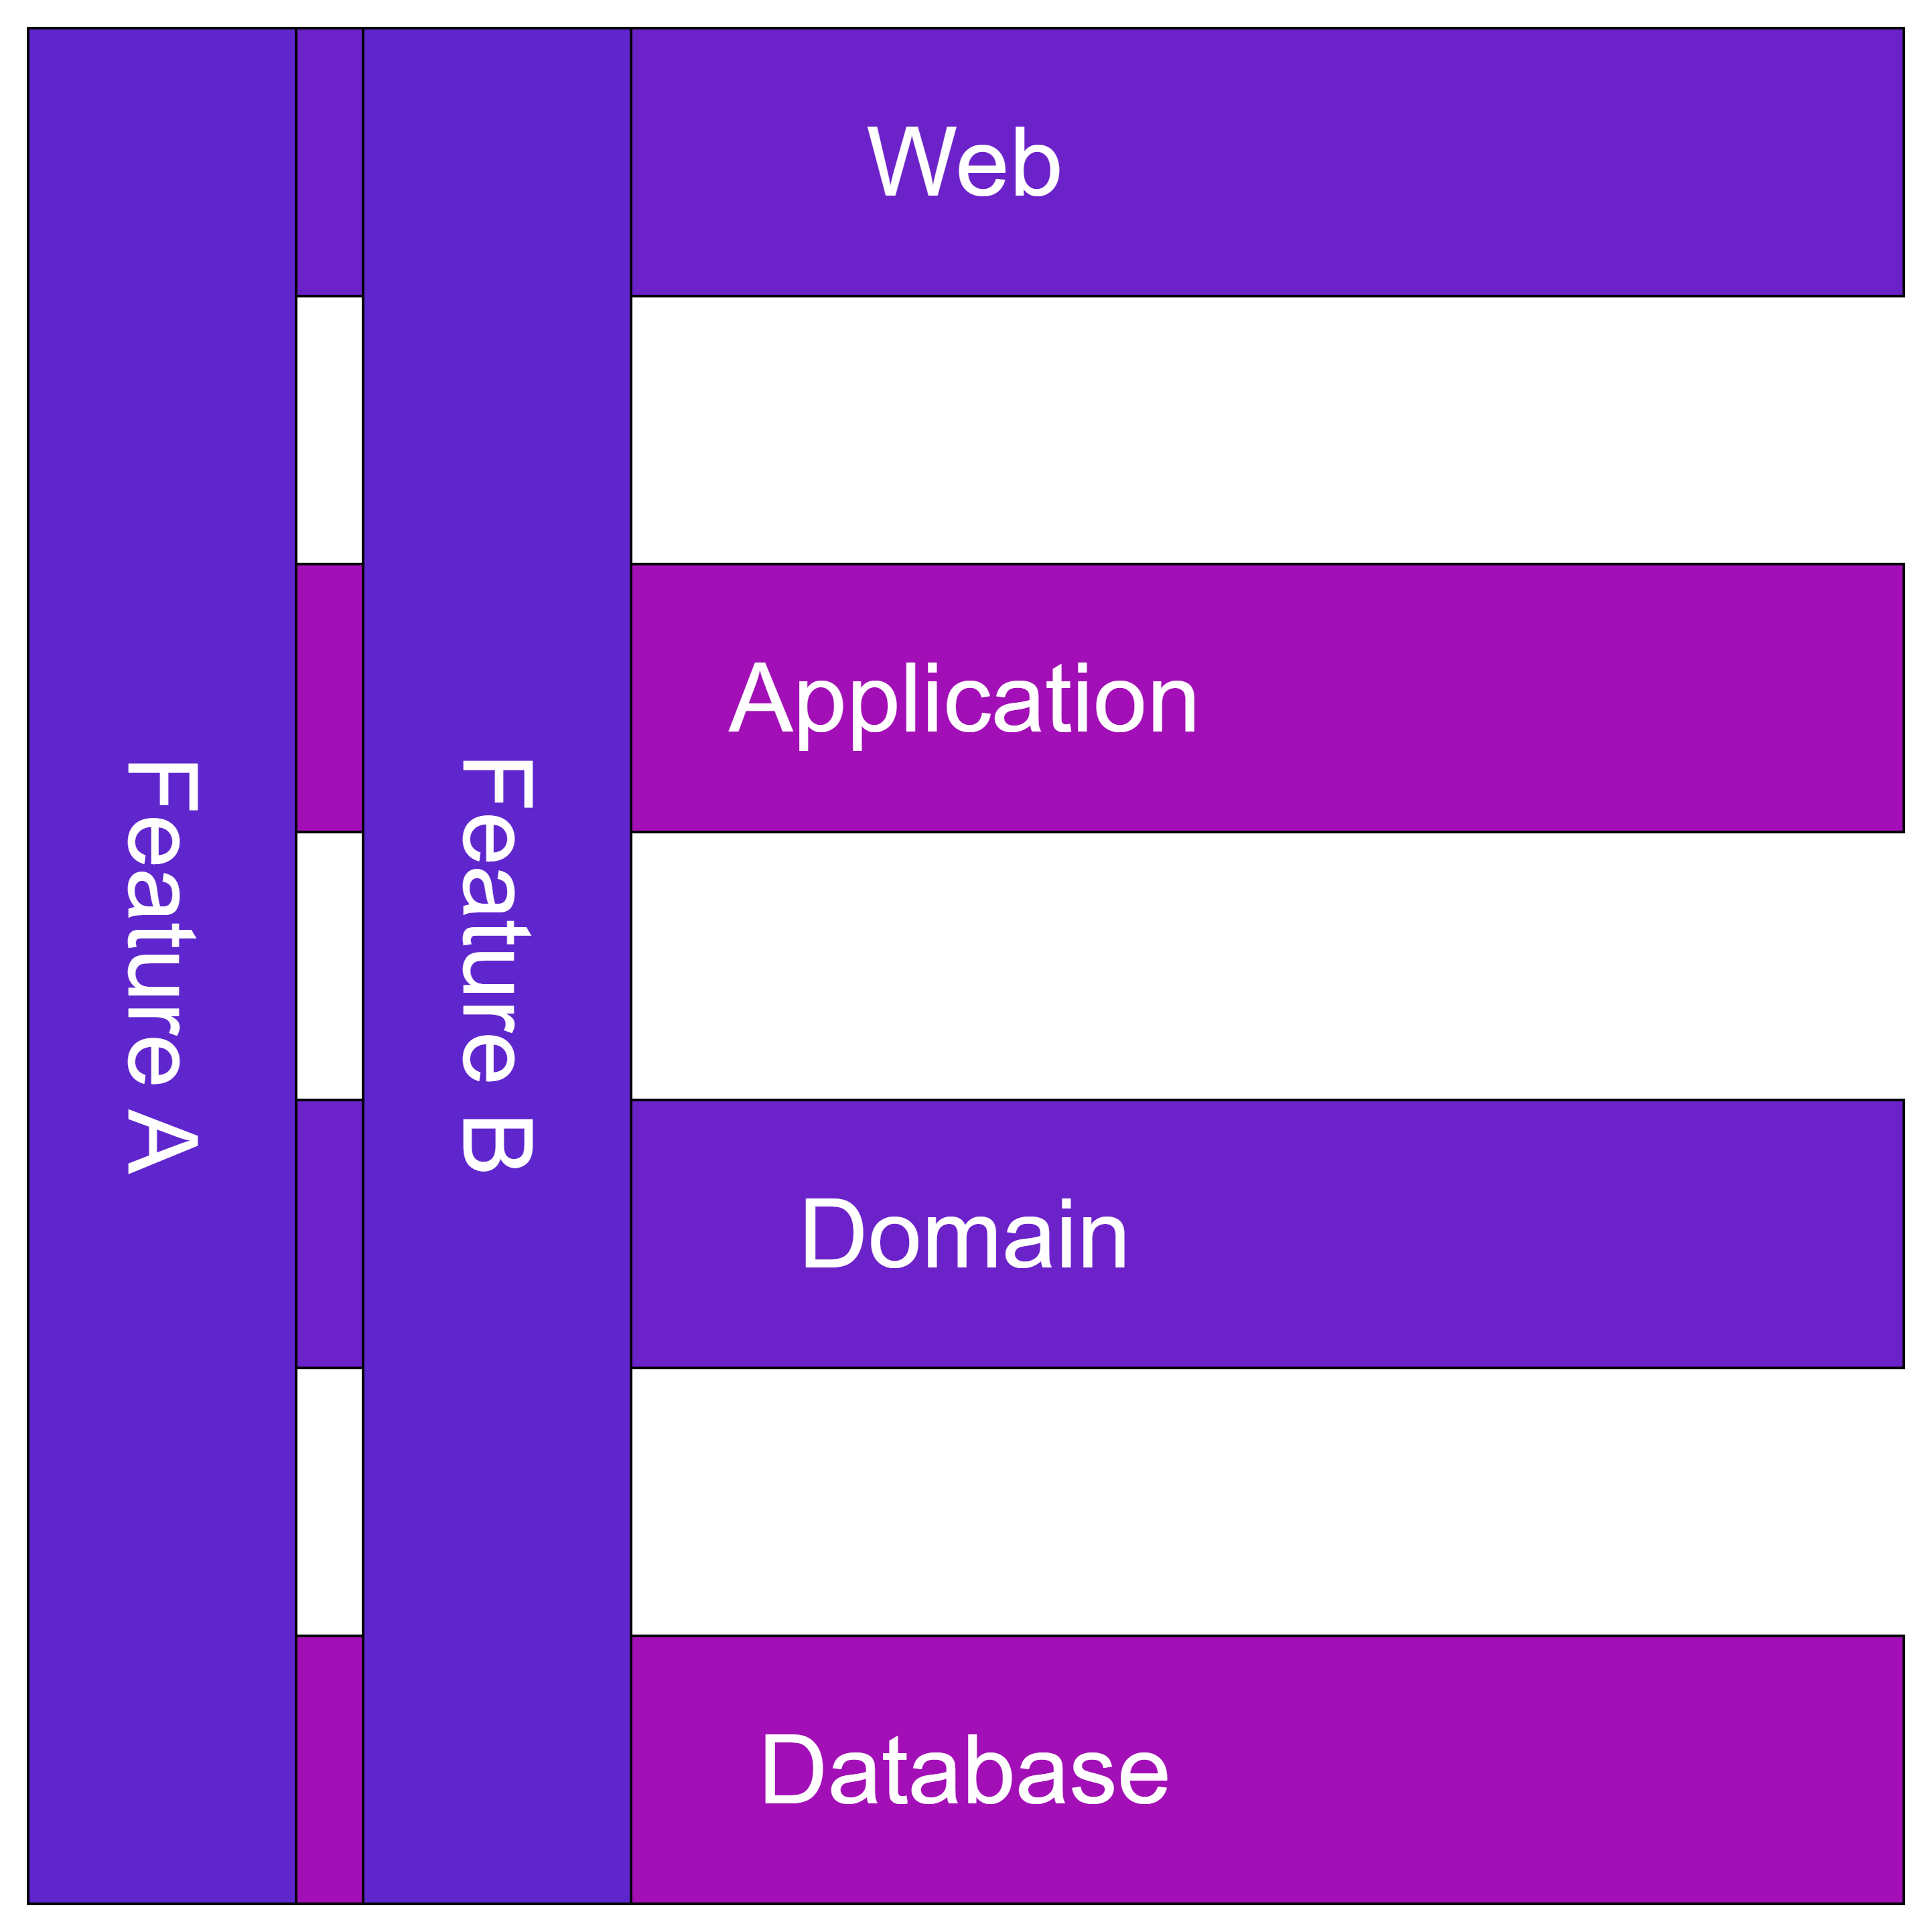 Web
Application
Feature A
Feature B
Domain
Database